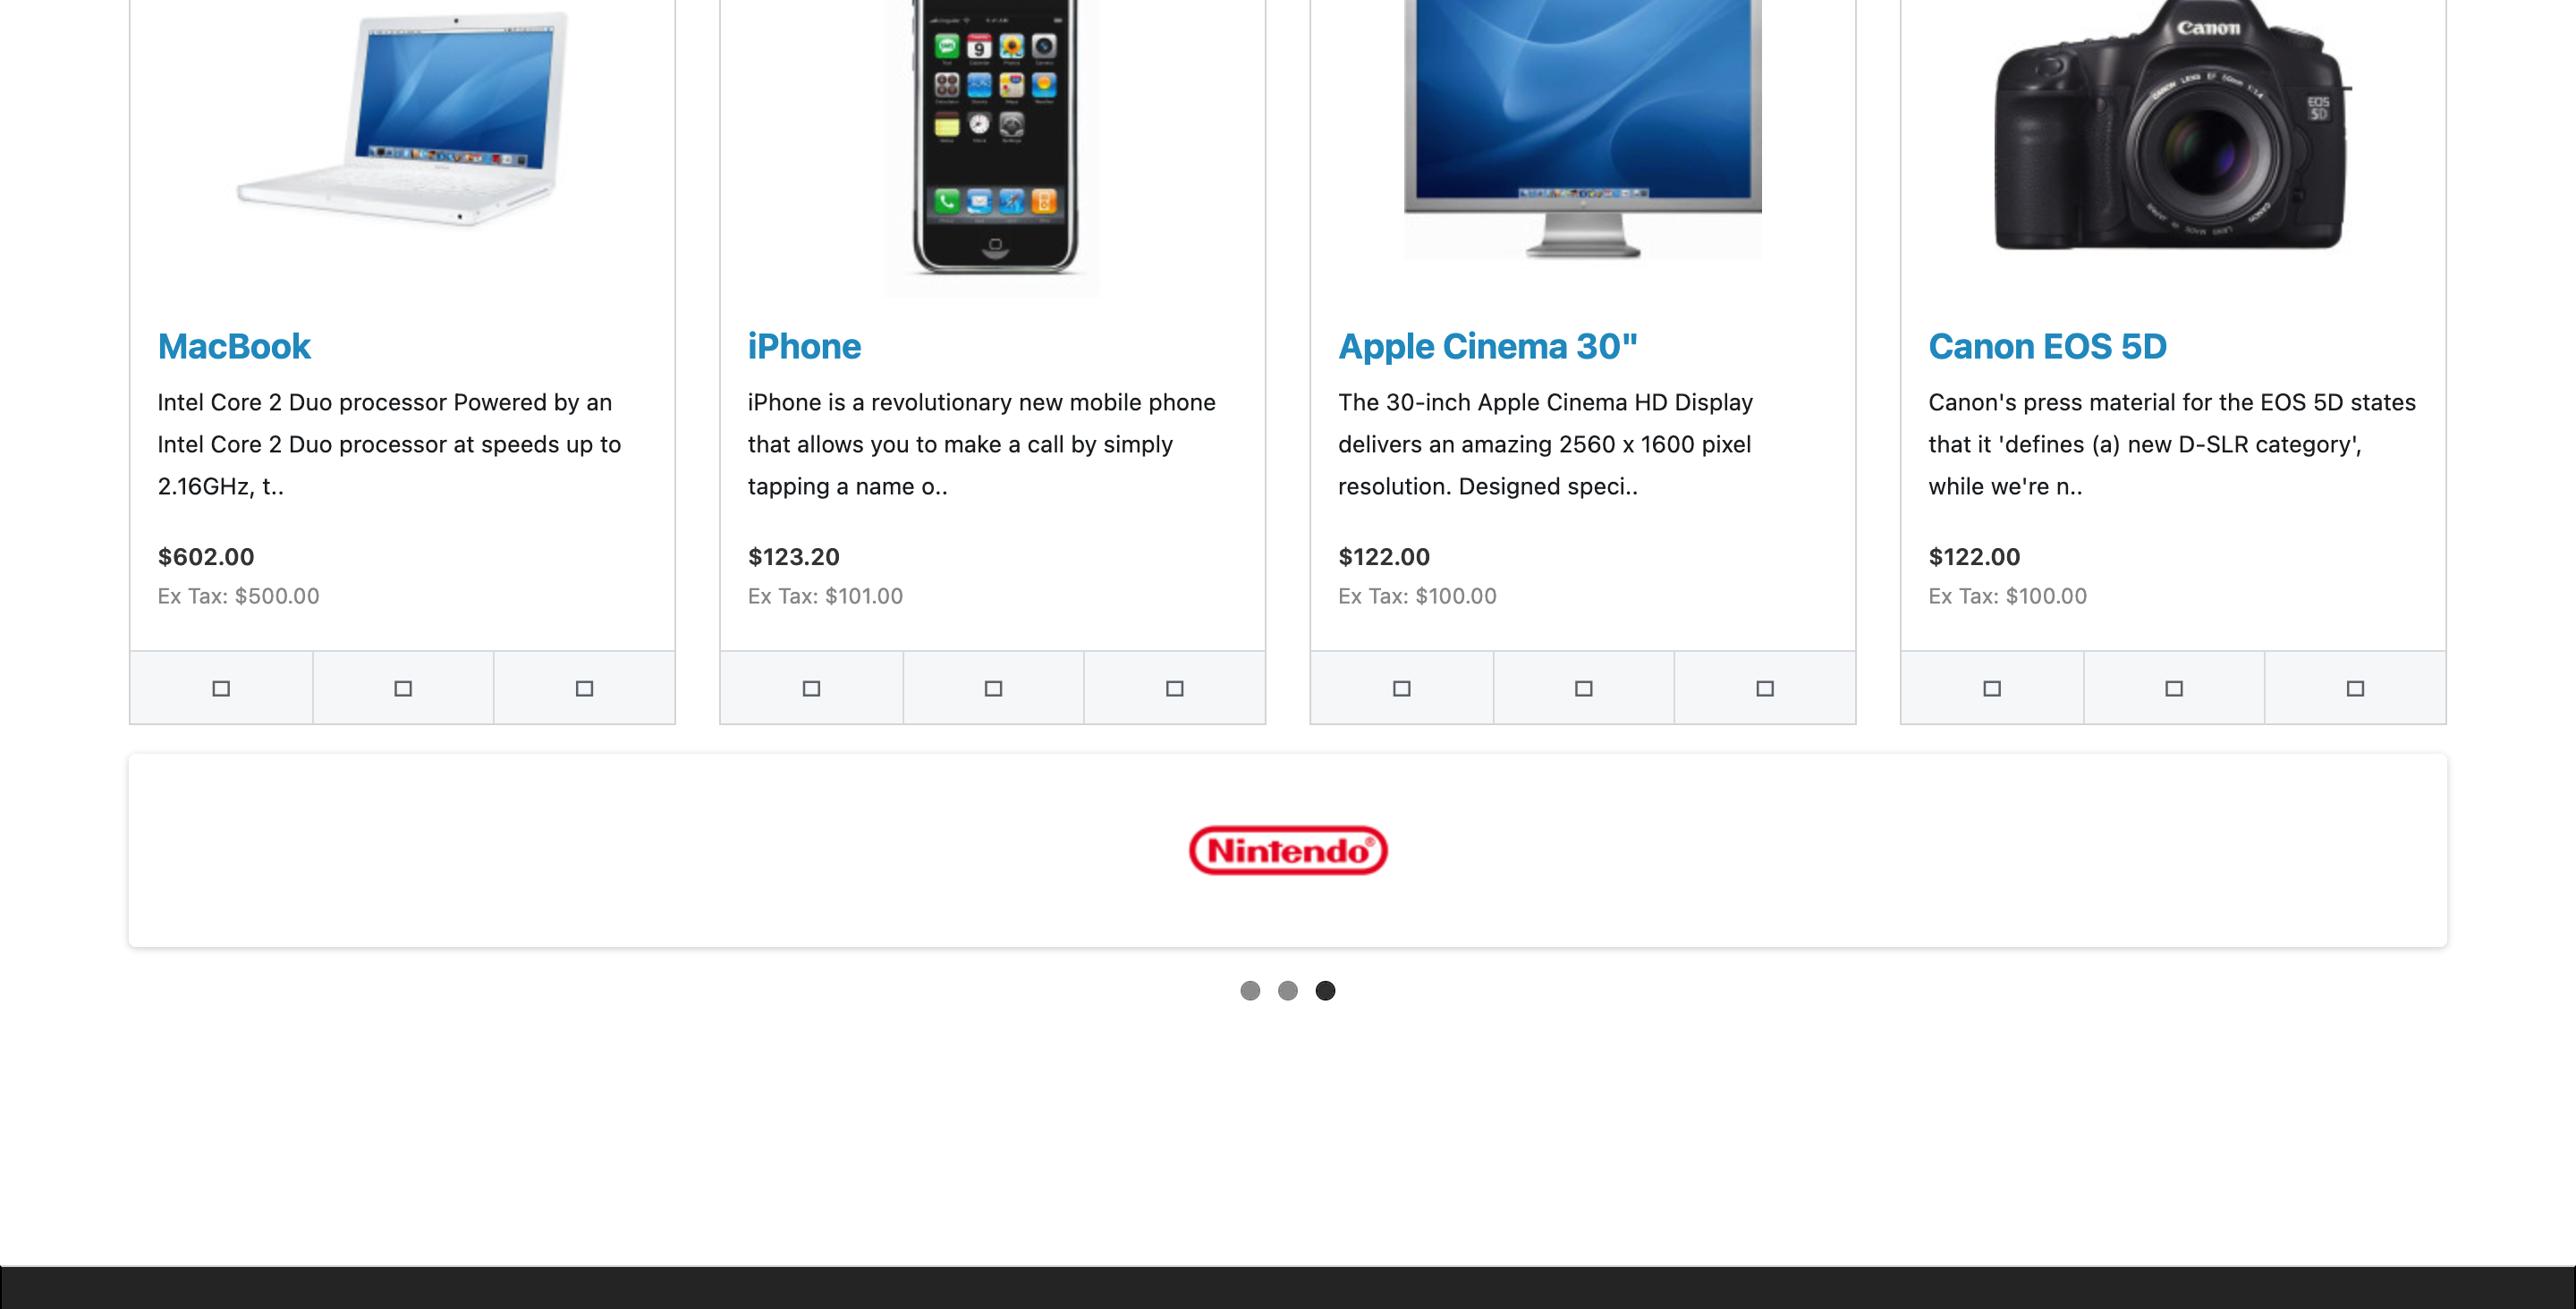 Canon
EOS
5D
MacBook
Intel Core 2 Duo processor Powered by an
Intel Core 2 Duo processor at speeds up to
2.16GHz, t..
$602.00
Ex Tax: $500.00
iPhone
iPhone is a revolutionary new mobile phone
that allows you to make a call by simply
tapping a name o..
$123.20
Ex Tax: $101.00
Apple Cinema 30"
The 30-inch Apple Cinema HD Display
delivers an amazing 2560 x 1600 pixel
resolution. Designed speci..
$122.00
Ex Tax: $100.00
Canon EOS 5D
Canon's press material for the EOS 5D states
that it 'defines (a) new D-SLR category',
while we're n..
$122.00
Ex Tax: $100.00
Nintendo®